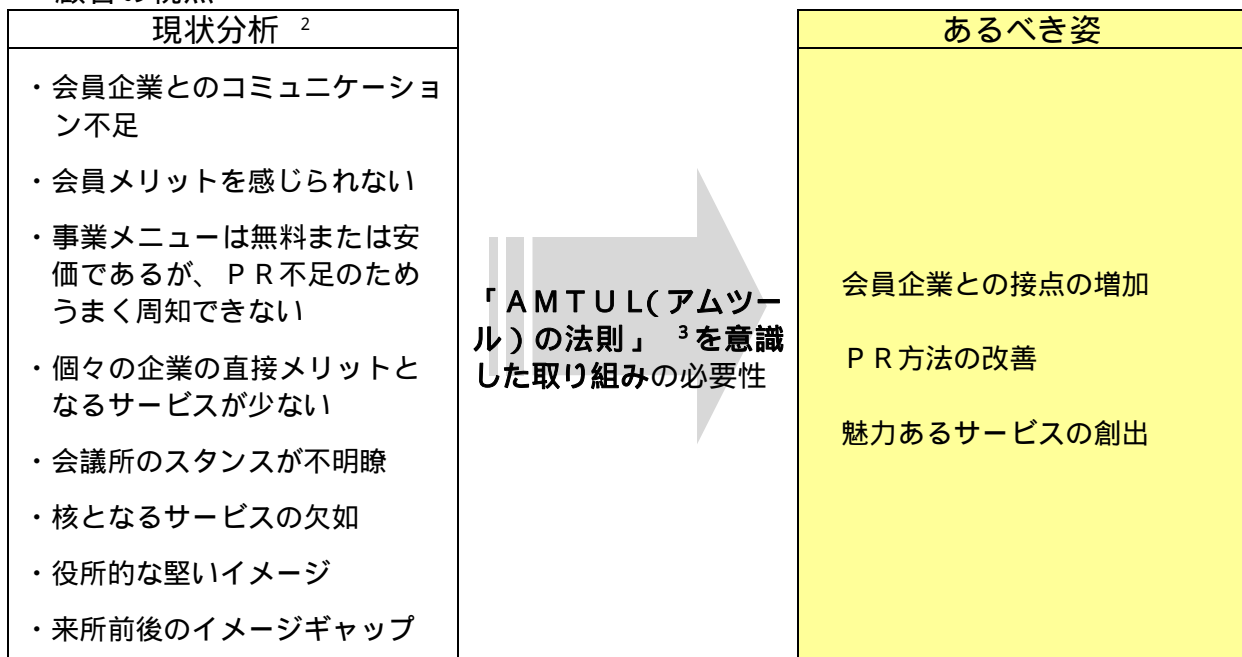 顧客の視点
現状分析 2
・会員企業とのコミュニケーショ
ン不足
・会員メリットを感じられない
・事業メニューは無料または安
価であるが、ＰＲ不足のため
うまく周知できない
・個々の企業の直接メリットと
なるサービスが少ない
・会議所のスタンスが不明瞭
・核となるサービスの欠如
・役所的な堅いイメージ
・来所前後のイメージギャップ
「ＡＭＴＵＬ(アムツー
ル）の法則」 3を意識
した取り組みの必要性
あるべき姿
会員企業との接点の増加
ＰＲ方法の改善
魅力あるサービスの創出